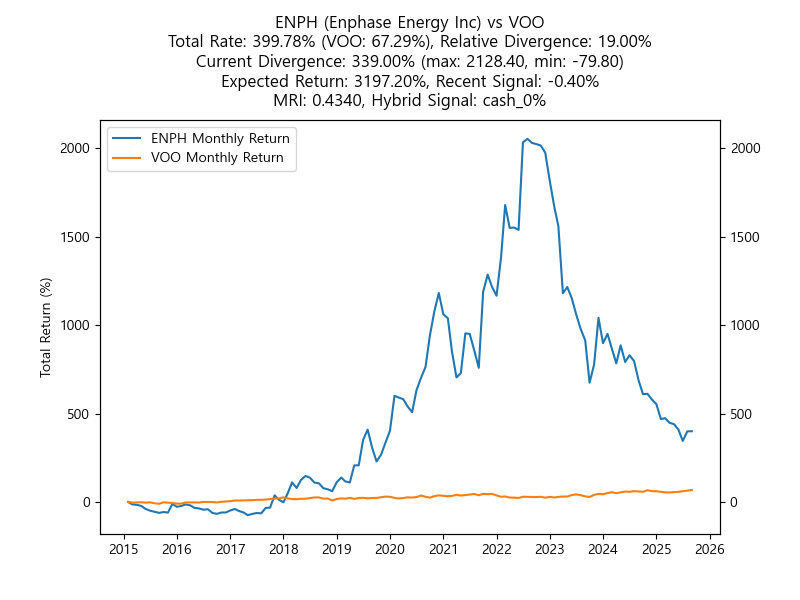 ENPH (Enphase Energy Inc) vs VOO
Total Rate: 399.78% (VOO: 67.29%), Relative Divergence: 19.00%
Current Divergence: 339.00% (max: 2128.40, min: -79.80)
Expected Return: 3197.20%, Recent Signal: -0.40%
MRI: 0.4340, Hybrid Signal: cash_0%
ENPH Monthly Return
VOO Monthly Return
Total Return (%)
2000
1500
1000
500
0
2000
1500
1000
500
0
2015 2016 2017 2018 2019 2020 2021 2022 2023 2024 2025 2026